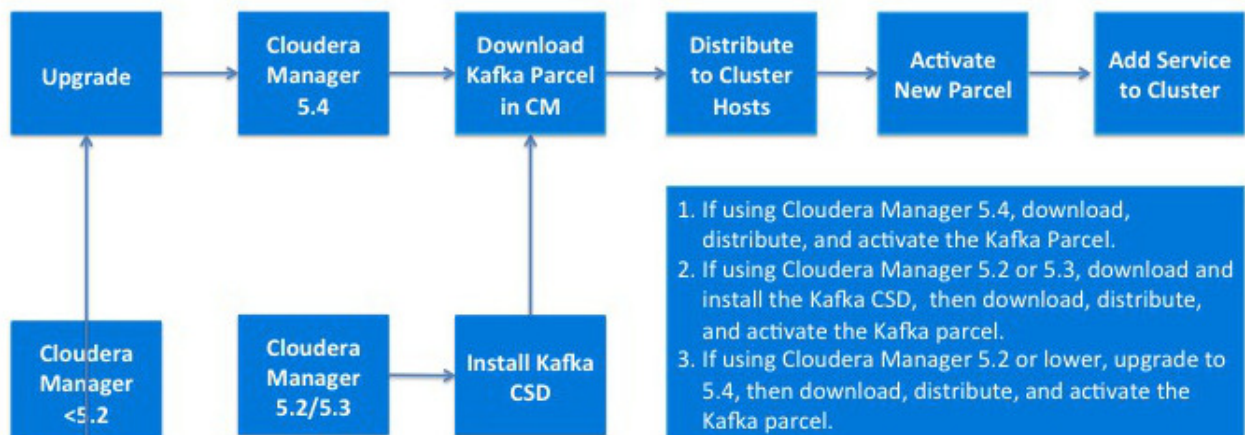 Upgrade
Cloudera
Manager
5.4
Download
Kafka Parcel
in CM
Distribute
to Cluster
Hosts
Activate
New Parcel
Add Service
to Cluster
Cloudera
Manager
<5.2
Cloudera
Manager
5.2/5.3
Install Kafka
CSD
1. If using Cloudera Manager 5.4, download,
distribute, and activate the Kafka Parcel.
2. If using Cloudera Manager 5.2 or 5.3, download and
install the Kafka CSD, then download, distribute,
and activate the Kafka parcel.
3. If using Cloudera Manager 5.2 or lower, upgrade to
5.4, then download, distribute, and activate the
Kafka parcel.